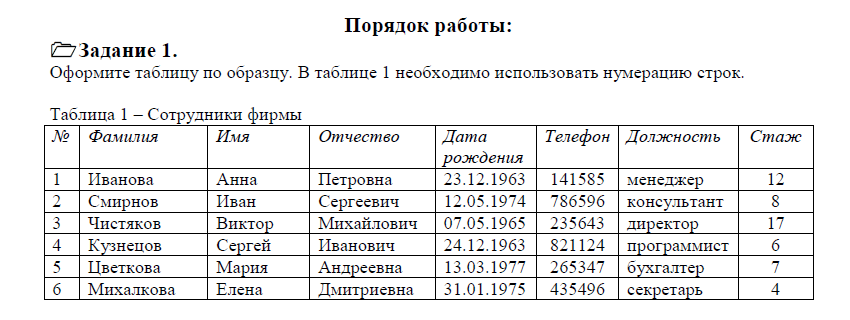 Порядок работы:
Задание 1.
Оформите таблицу по образцу. В таблице 1 необходимо использовать нумерацию строк.
Таблица 1 – Сотрудники фирмы
№ Фамилия Имя Отчество Дата рождения Телефон Должность Стаж
1 Иванова Анна Петровна 23.12.1963 141585 менеджер 12
2 Смирнов Иван Сергеевич 12.05.1974 786596 консультант 8
3 Чистяков Виктор Михайлович 07.05.1965 235643 директор 17
4 Кузнецов Сергей Иванович 24.12.1963 821124 программист 6
5 Цветкова Мария Андреевна 13.03.1977 265347 бухгалтер 7
6 Михалкова Елена Дмитриевна 31.01.1975 435496 секретарь 4